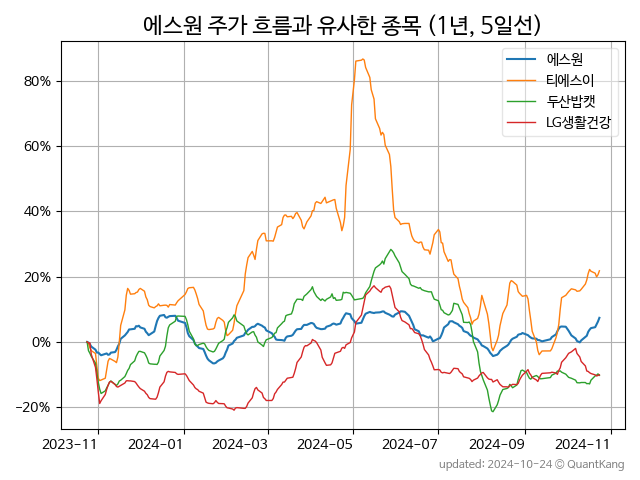 에스원 주가 흐름과 유사한 종목 (1년, 5일선)
에스원
티에스이
두산밥캣
LG생활건강
80%
60%
40%
20%
0%
−20%
2023−11
2024−01
2024−03
2024−05
2024−07
2024−09
2024−11
updated: 2024-10-24 © QuantKang